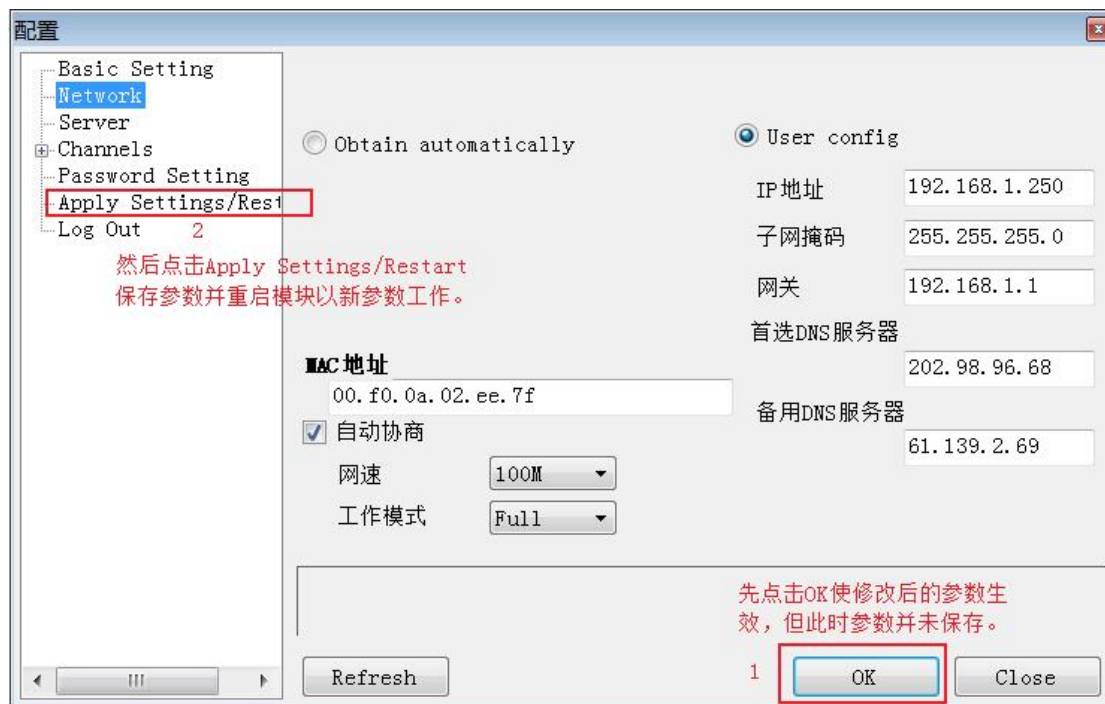 配置
Basic Setting
Network
Server
Channels
Password Setting
Apply Settings/Rest
Log Out
2
然后点击Apply Settings/Restart
保存参数并重启模块以新参数工作。
Obtain automatically
User config
IP地址
192.168.1.250
子网掩码
255.255.255.0
网关
192.168.1.1
首选DNS服务器
202.98.96.68
备用DNS服务器
61.139.2.69
MAC地址
00.f0.0a.02.ee.7f
自动协商
网速
100M
工作模式
Full
先点击OK使修改后的参数生
效，但此时参数并未保存。
Refresh
1
OK
Close